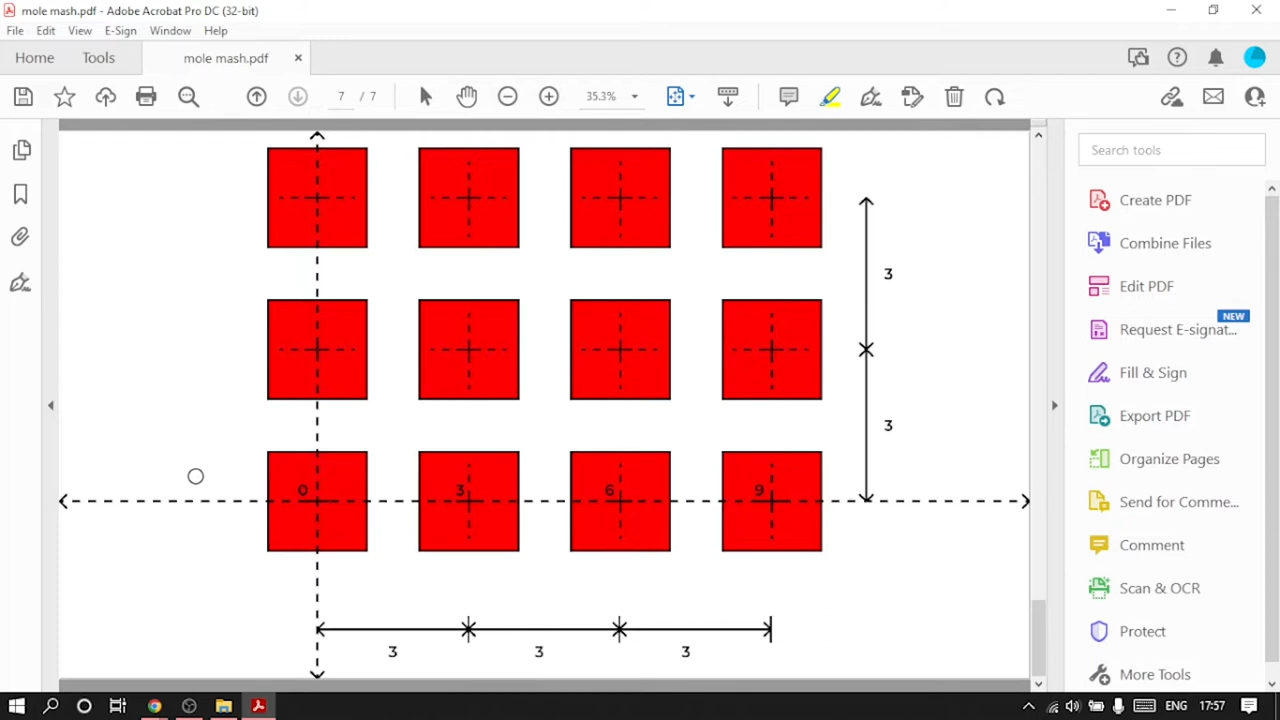 mole mash.pdf - Adobe Acrobat Pro DC (32-bit)
File Edit View E-Sign Window Help
Home Tools mole mash.pdf ×
7 / 7 35.3%
Search tools
Create PDF
Combine Files
Edit PDF
NEW
Request E-signat...
Fill & Sign
Export PDF
Organize Pages
Send for Comme...
Comment
Scan & OCR
Protect
More Tools
3
3
0 3 6 9
3 3 3
ENG 17:57